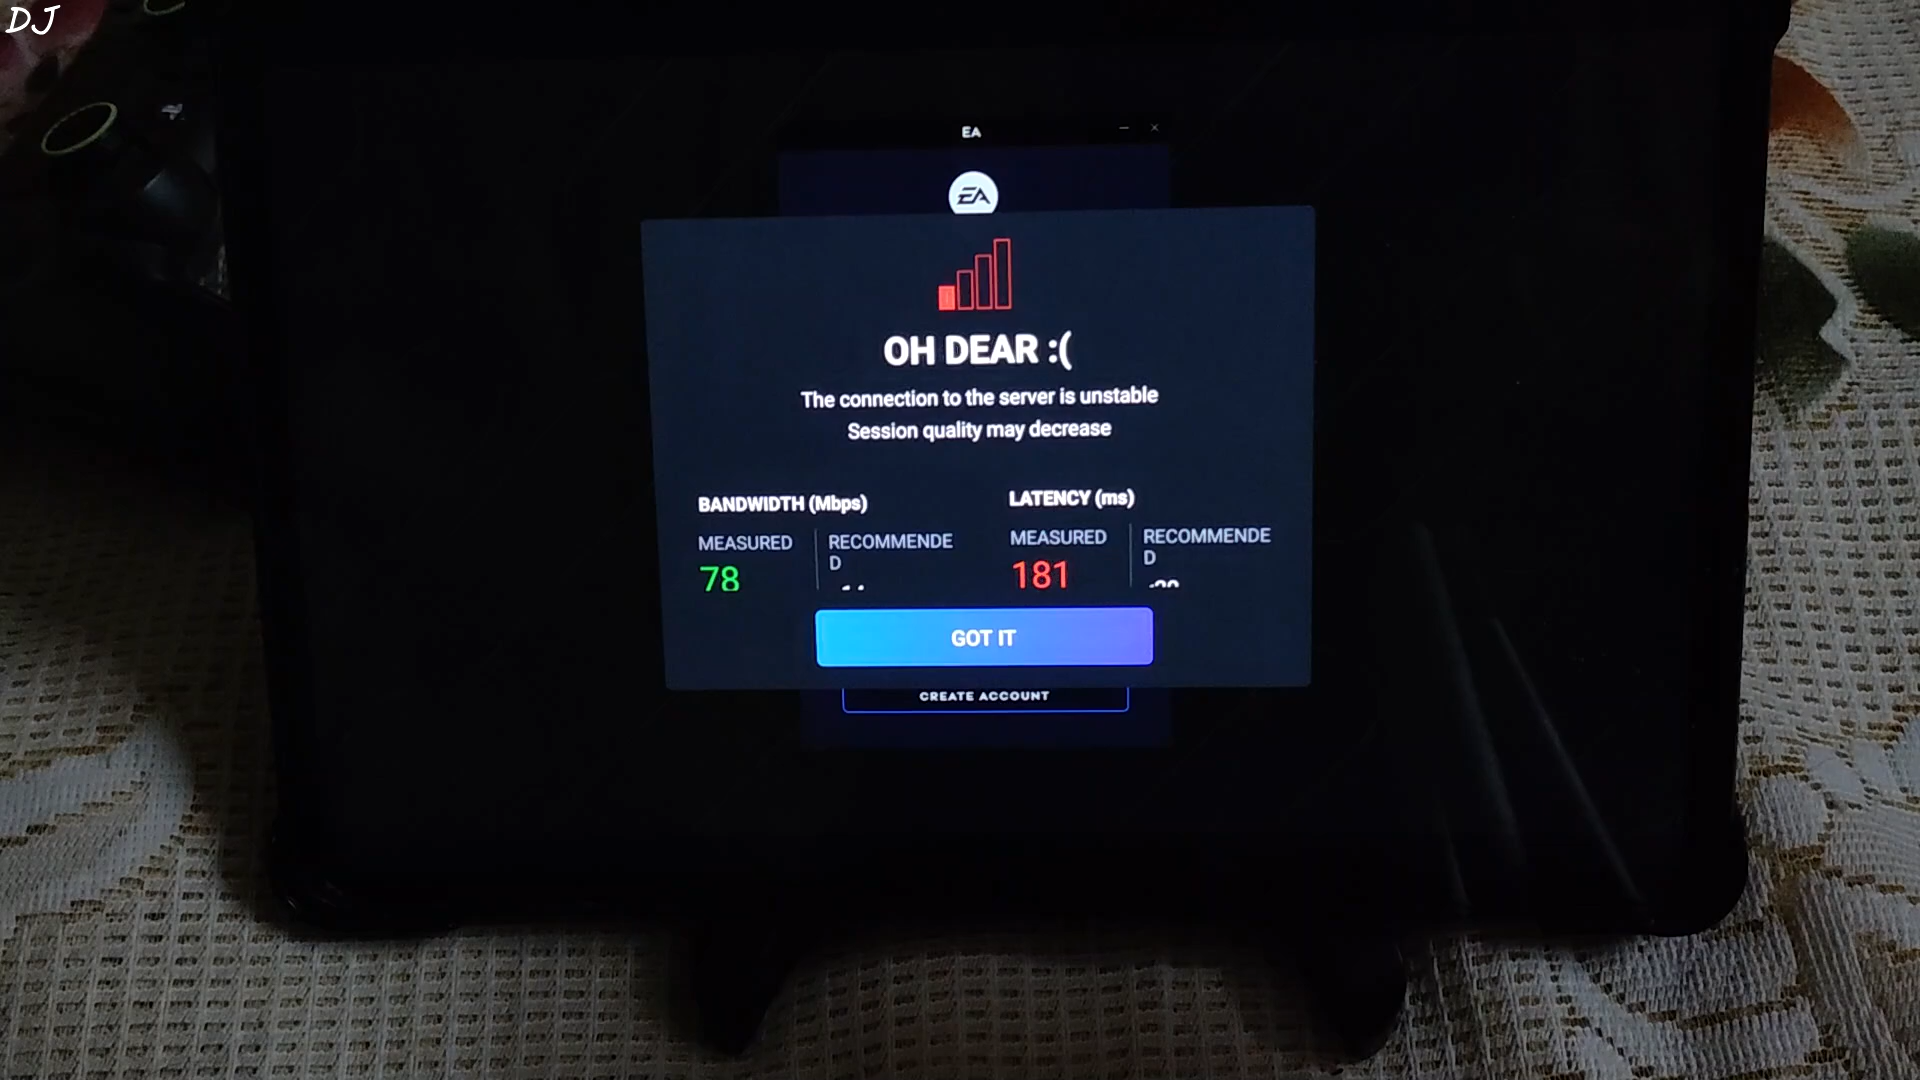 DJ
EA
EA
OH DEAR :(
The connection to the server is unstable
Session quality may decrease
BANDWIDTH (Mbps)
MEASURED
78
RECOMMENDE
D
LATENCY (ms)
MEASURED
181
RECOMMENDE
D
GOT IT
CREATE ACCOUNT